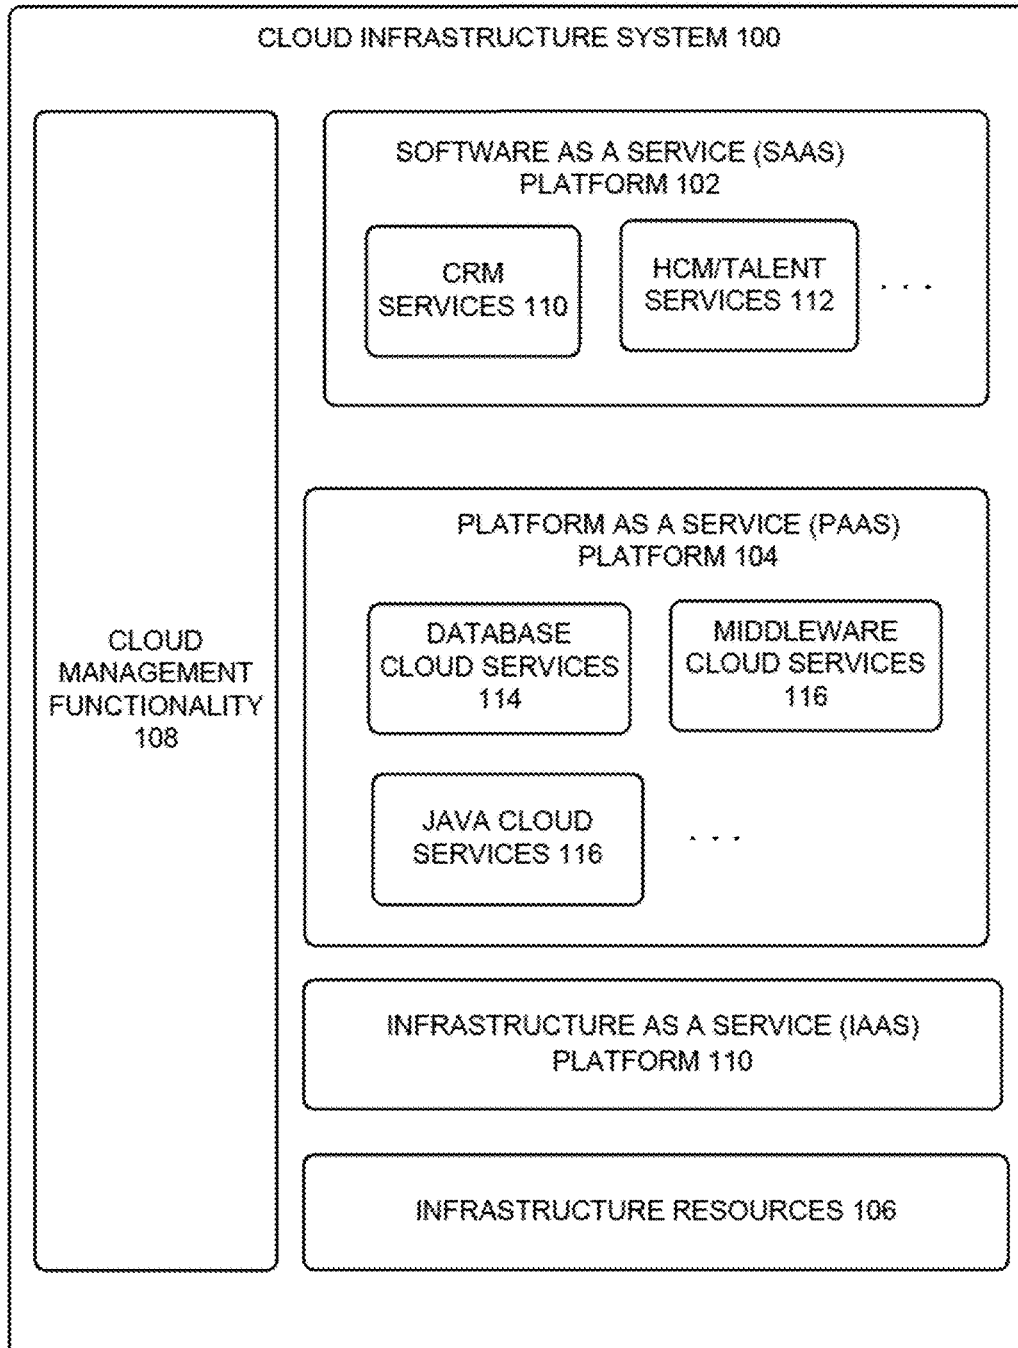 CLOUD INFRASTRUCTURE SYSTEM 100
SOFTWARE AS A SERVICE (SAAS)
PLATFORM 102
CRM
SERVICES 110
HCM/TALENT
SERVICES 112
. . .
PLATFORM AS A SERVICE (PAAS)
PLATFORM 104
DATABASE
CLOUD SERVICES
114
MIDDLEWARE
CLOUD SERVICES
116
JAVA CLOUD
SERVICES 116
. . .
CLOUD
MANAGEMENT
FUNCTIONALITY
108
INFRASTRUCTURE AS A SERVICE (IAAS)
PLATFORM 110
INFRASTRUCTURE RESOURCES 106